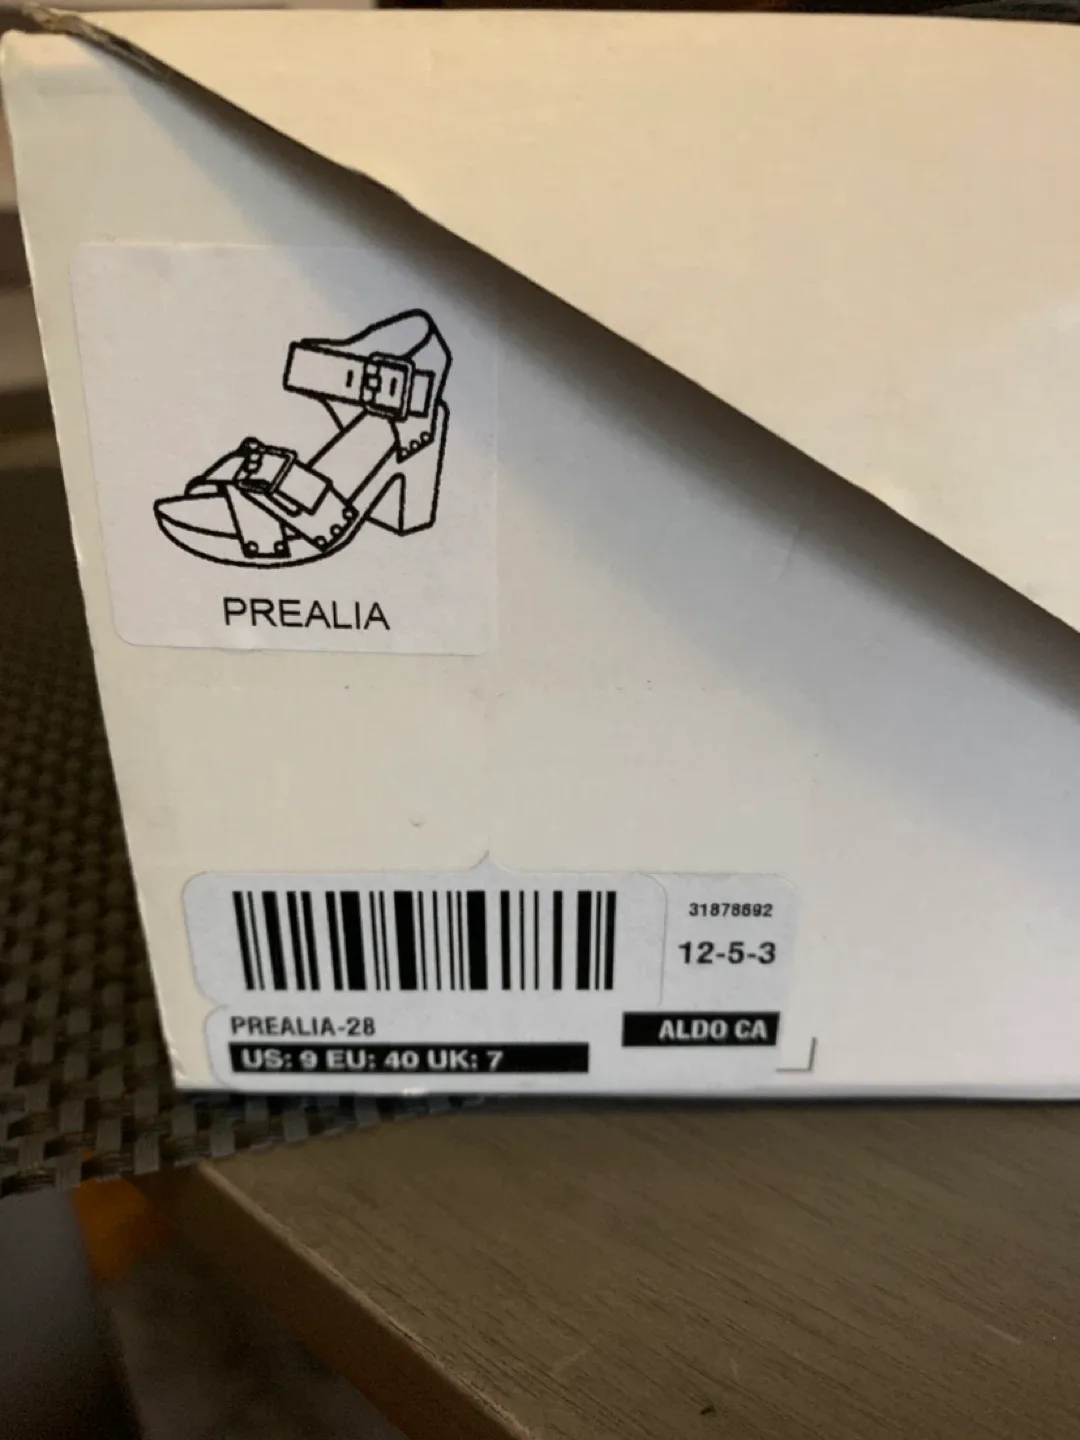 PREALIA
31878692
12-5-3
PREALIA-28
ALDO CA
US: 9 EU: 40 UK: 7